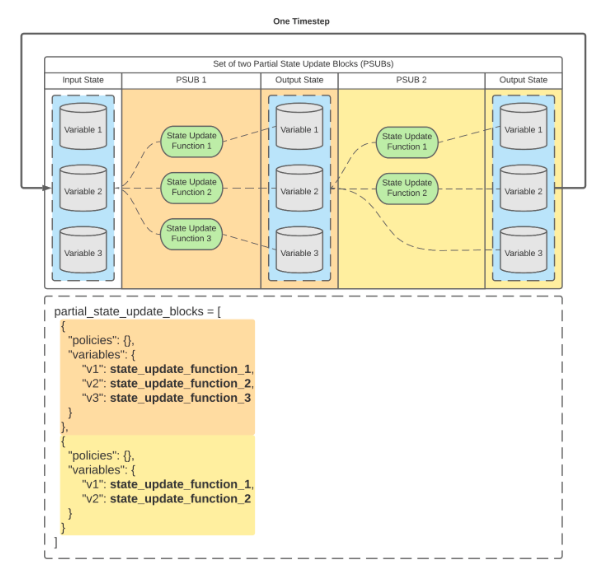 One Timestep
Set of two Partial State Update Blocks (PSUBs)
Input State
PSUB 1
Output State
PSUB 2
Output State
Variable 1
Variable 2
Variable 3
State Update
Function 1
State Update
Function 2
State Update
Function 3
Variable 1
Variable 2
Variable 3
State Update
Function 1
State Update
Function 2
Variable 1
Variable 2
Variable 3
partial_state_update_blocks = [
{
"policies": {},
"variables": {
"v1": state_update_function_1,
"v2": state_update_function_2,
"v3": state_update_function_3
}
},
{
"policies": {},
"variables": {
"v1": state_update_function_1,
"v2": state_update_function_2
}
}
]